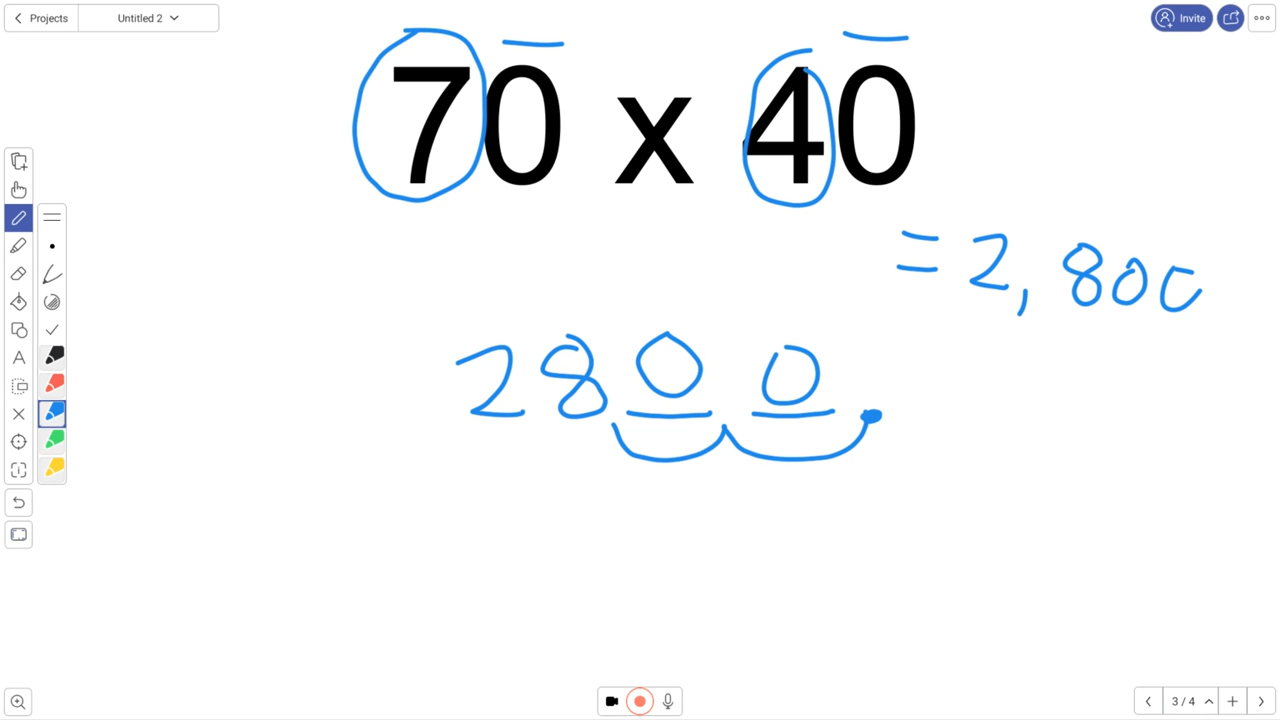 Projects
Untitled 2
Invite
70 x 40
= 2,800
2800.
A
3 / 4